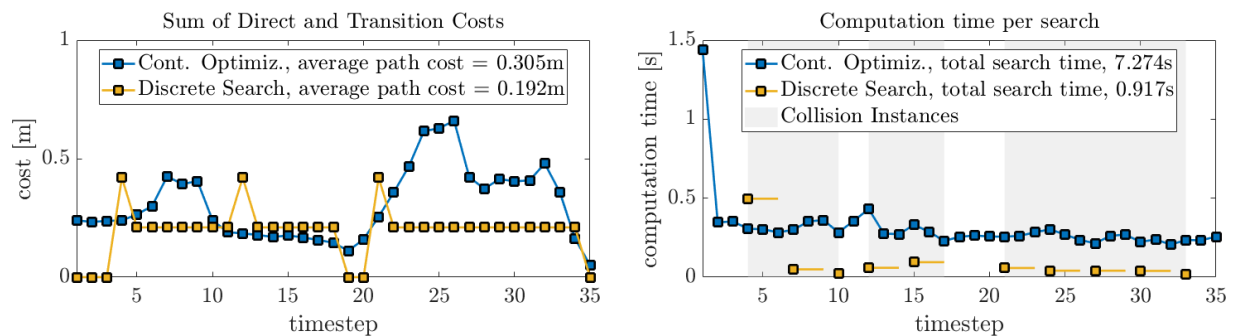 Sum of Direct and Transition Costs
1
0.5
0
cost [m]
Cont. Optimiz., average path cost = 0.305m
Discrete Search, average path cost = 0.192m
5 10 15 20 25 30 35
timestep
Computation time per search
1.5
1
0.5
0
computation time [s]
Cont. Optimiz., total search time, 7.274s
Discrete Search, total search time, 0.917s
Collision Instances
5 10 15 20 25 30 35
timestep